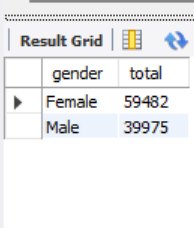 Result Grid
gender total
Female 59482
Male 39975